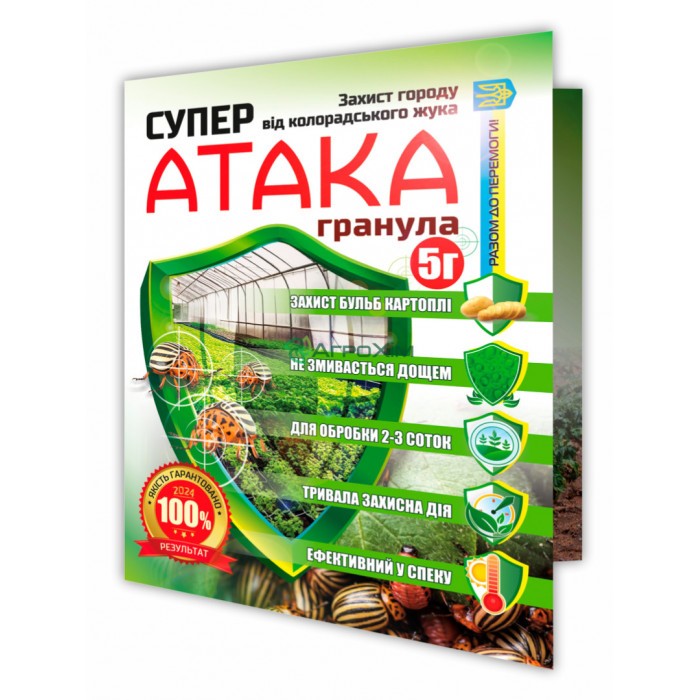 СУПЕР
Захист городу
від колорадського жука
АТАКА
гранула
5г
РАЗОМ ДО ПЕРЕМОГИ!
ЗАХИСТ БУЛЬБ КАРТОПЛІ
АгроХім
НЕ ЗМИВАЄТЬСЯ ДОЩЕМ
ДЛЯ ОБРОБКИ 2-3 СОТОК
ТРИВАЛА ЗАХИСНА ДІЯ
ЕФЕКТИВНИЙ У СПЕКУ
ЯКІСТЬ ГАРАНТОВАНО
2024
100%
РЕЗУЛЬТАТ